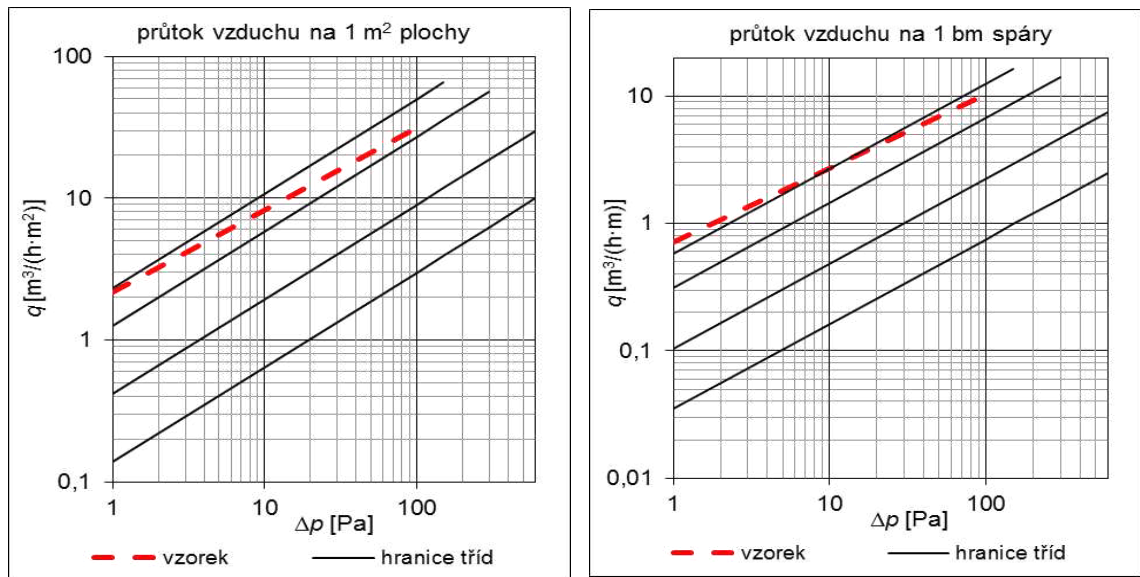 průtok vzduchu na 1 m² plochy
100
10
1
0,1
q [m³/(h·m²)]
1
10
100
Δp [Pa]
vzorek
hranice tříd
průtok vzduchu na 1 bm spáry
10
1
0,1
0,01
q [m³/(h·m)]
1
10
100
Δp [Pa]
vzorek
hranice tříd